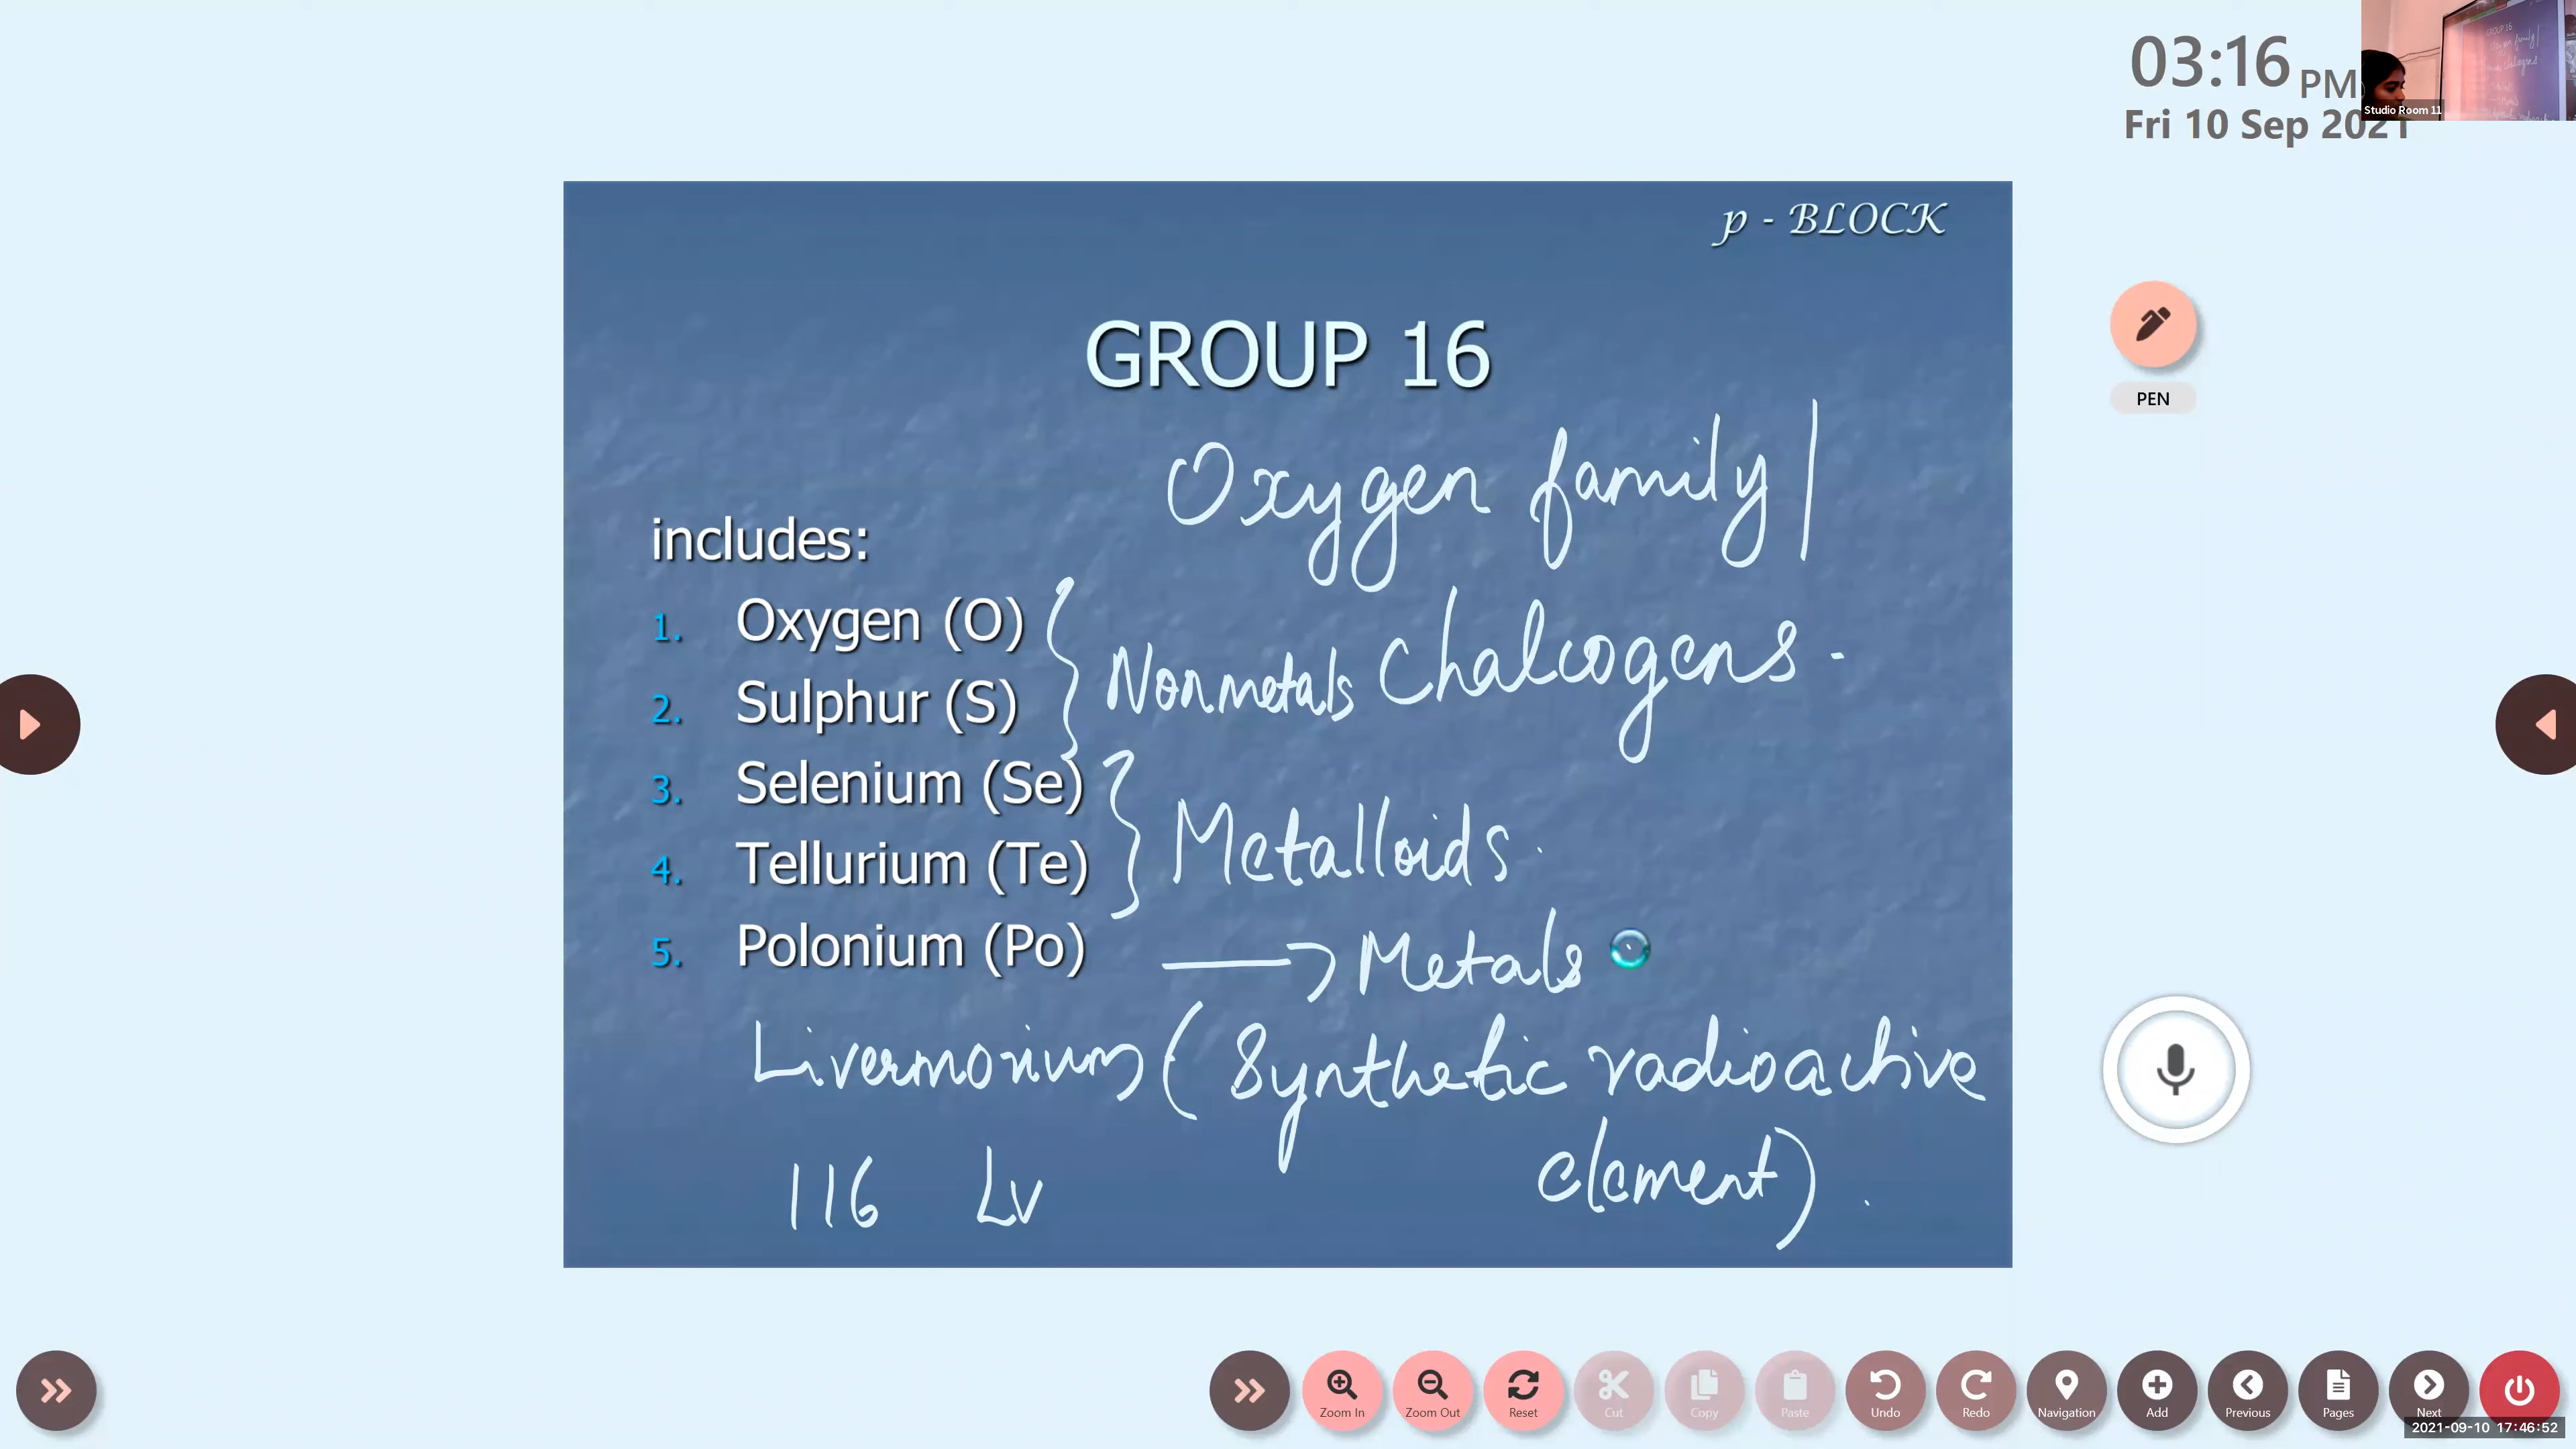 03:16 PM
Fri 10 Sep 2021
Studio Room 11
p - BLOCK
GROUP 16
Oxygen family |
Chalcogens.
includes:
1. Oxygen (O)
2. Sulphur (S)
Nonmetals
3. Selenium (Se)
4. Tellurium (Te)
Metalloids.
5. Polonium (Po) → Metals
Livermorium (Synthetic radioactive
element).
116 Lv
PEN
Zoom In
Zoom Out
Reset
Cut
Copy
Paste
Undo
Redo
Navigation
Add
Previous
Pages
Next
2021-09-10 17:46:52